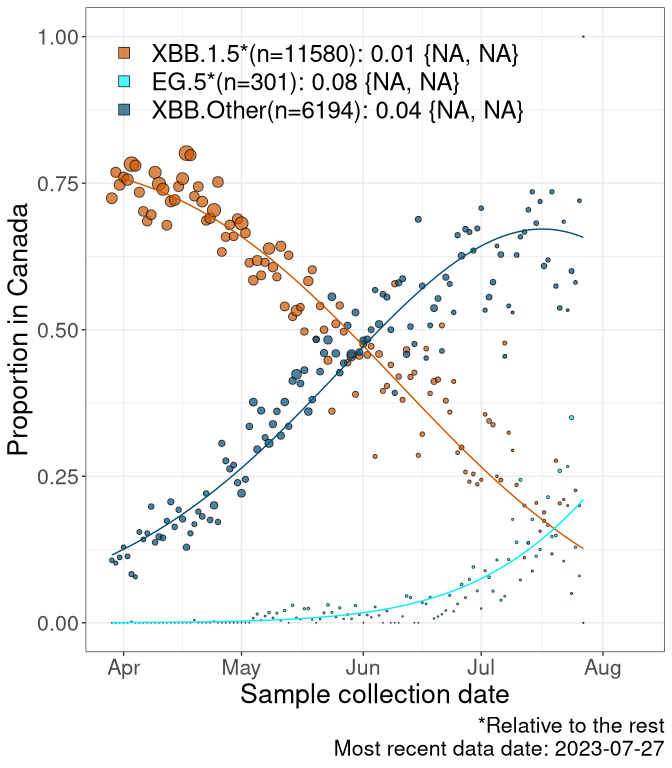 1.00
0.75
0.50
0.25
0.00
Proportion in Canada
XBB.1.5*(n=11580): 0.01 {NA, NA}
EG.5*(n=301): 0.08 {NA, NA}
XBB.Other(n=6194): 0.04 {NA, NA}
Apr May Jun Jul Aug
Sample collection date
*Relative to the rest
Most recent data date: 2023-07-27